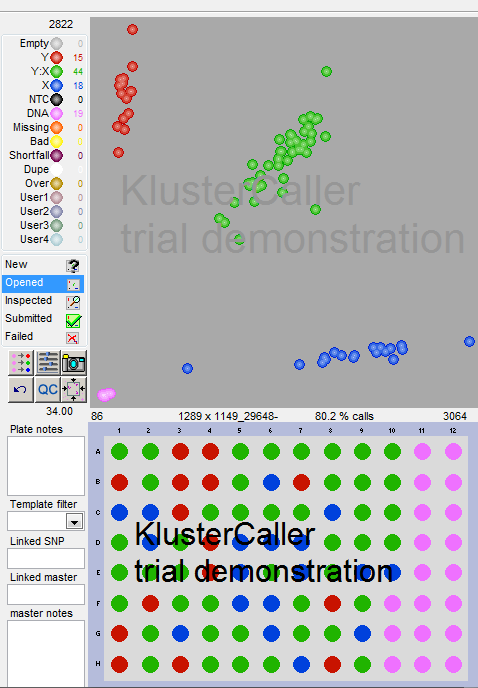 2822
Empty 0
Y 15
Y:X 44
X 18
NTC 0
DNA 19
Missing 0
Bad 0
Shortfall 0
Dupe 0
Over 0
User1 0
User2 0
User3 0
User4 0
New
Opened
Inspected
Submitted
Failed
QC
34.00
KlusterCaller
trial demonstration
86 1289 x 1149_29648- 80.2 % calls 3064
Plate notes
Template filter
Linked SNP
Linked master
master notes
1 2 3 4 5 6 7 8 9 10 11 12
A
B
C
D
E
F
G
H
KlusterCaller
trial demonstration